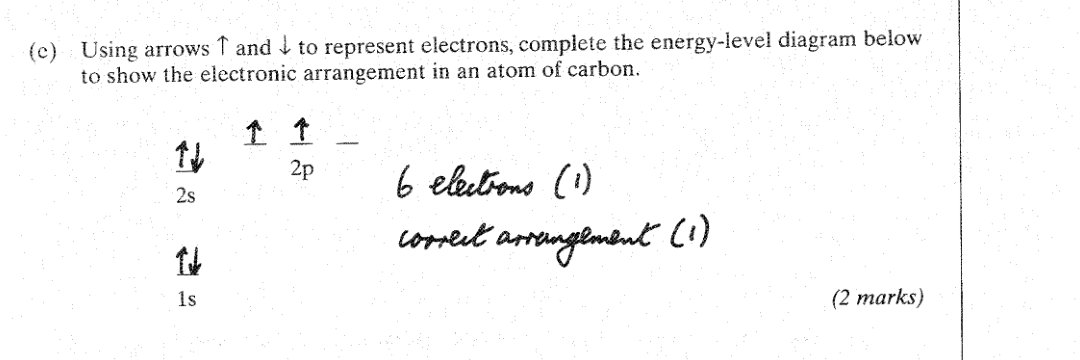 (c) Using arrows ↑ and ↓ to represent electrons, complete the energy-level diagram below
to show the electronic arrangement in an atom of carbon.
↑ ↑ _
↑↓
2p
2s
6 electrons (1)
correct arrangement (1)
↑↓
1s
(2 marks)